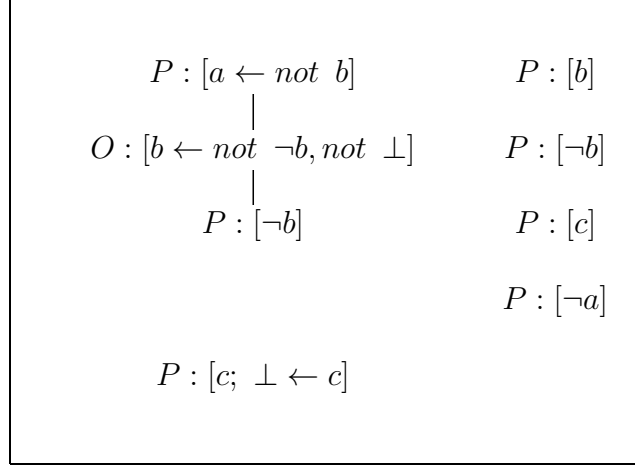 P : [a ← not b] P : [b]
O : [b ← not ¬b, not ⊥] P : [¬b]
P : [¬b] P : [c]
P : [¬a]
P : [c; ⊥ ← c]